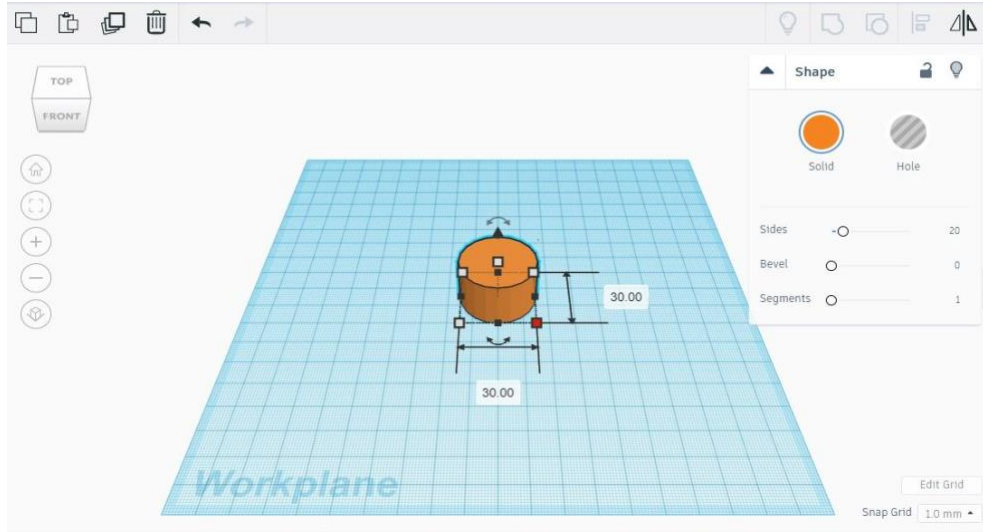 TOP
FRONT
Shape
Solid
Hole
Sides 20
Bevel 0
Segments 1
30.00
30.00
Workplane
Edit Grid
Snap Grid 1.0 mm